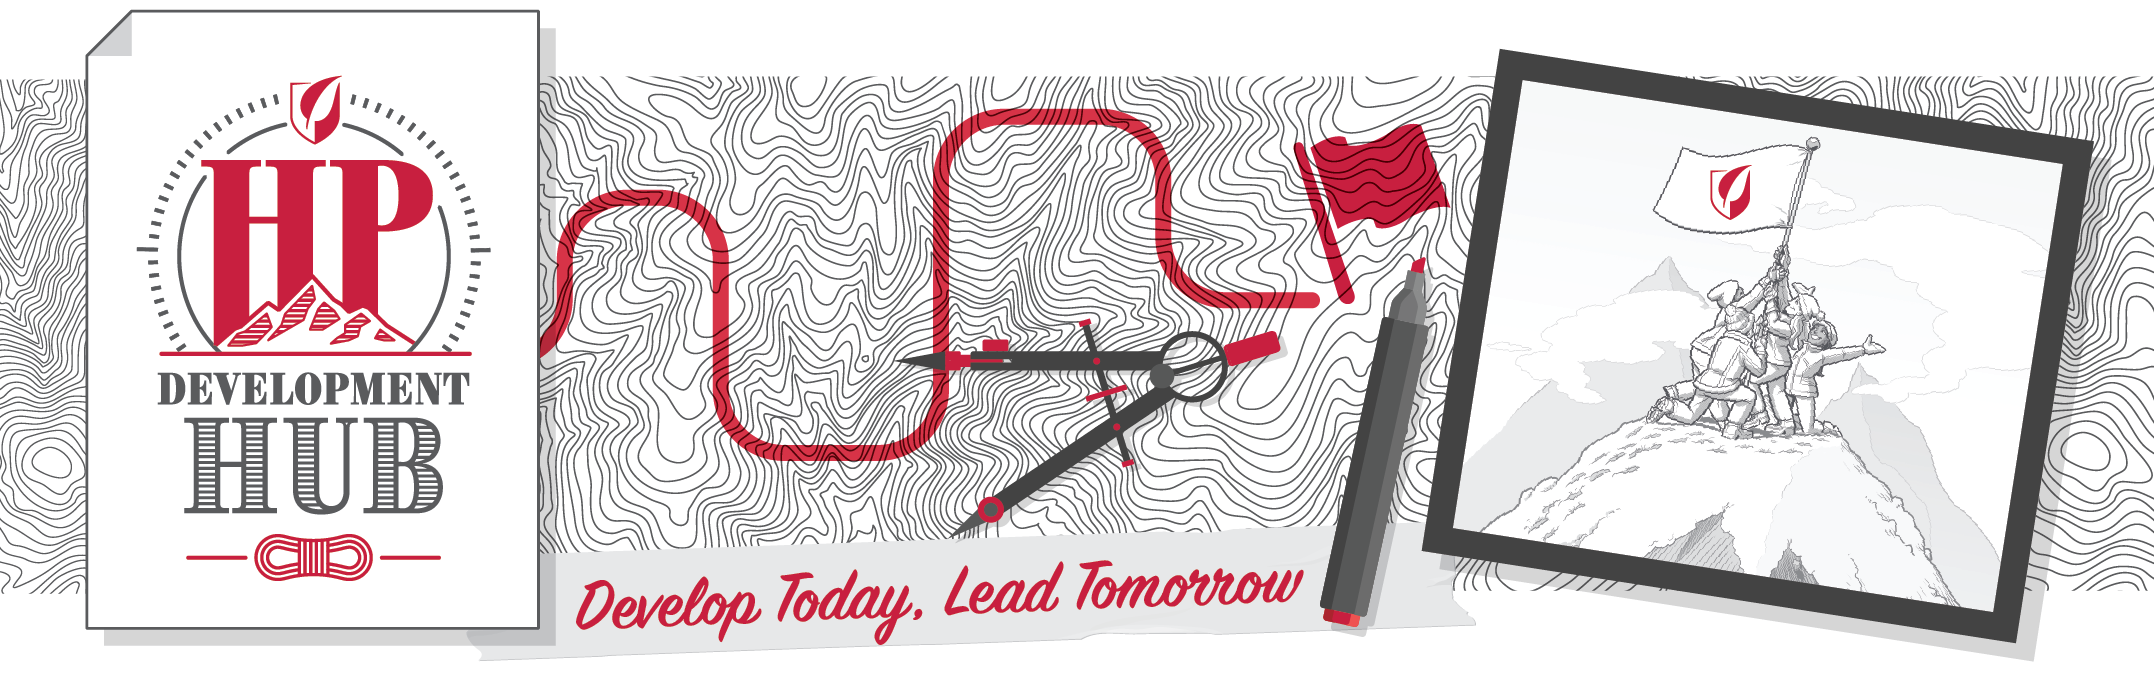 HP
DEVELOPMENT
HUB
Develop Today, Lead Tomorrow